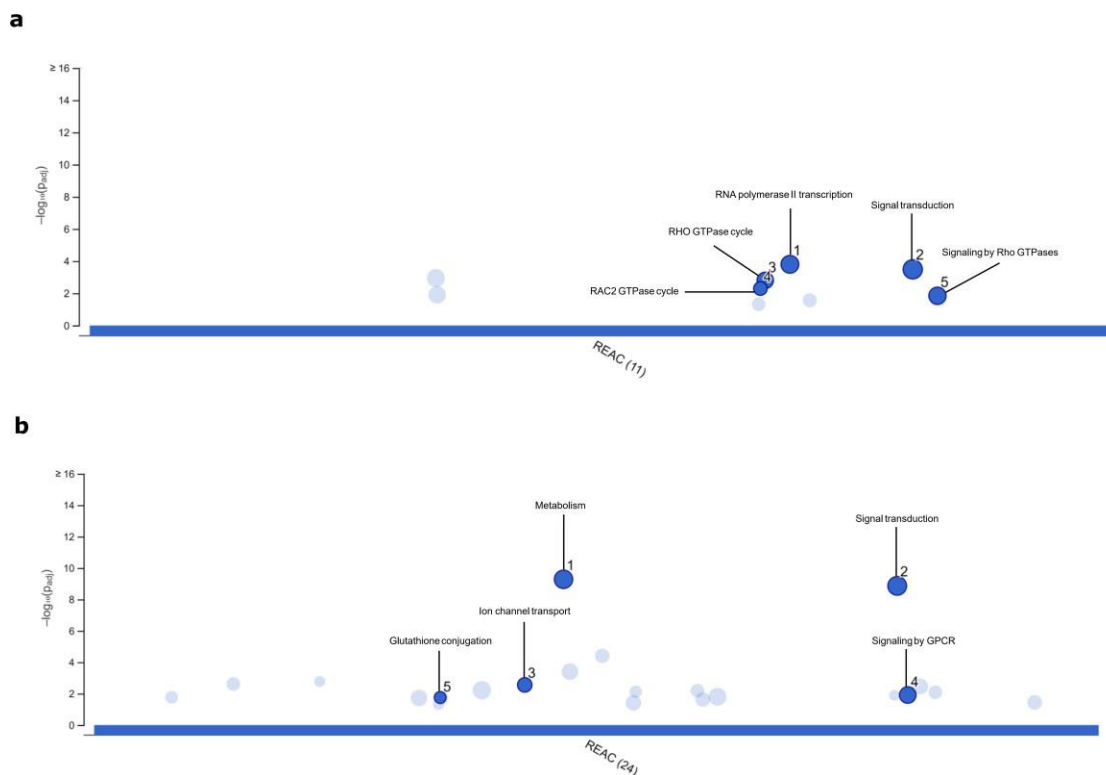 a
≥ 16
14
12
10
8
6
4
2
0
–log₁₀(padj)
RNA polymerase II transcription
Signal transduction
RHO GTPase cycle
Signaling by Rho GTPases
RAC2 GTPase cycle
1
2
3
4
5
REAC (11)
b
≥ 16
14
12
10
8
6
4
2
0
–log₁₀(padj)
Metabolism
Signal transduction
1
2
Ion channel transport
Glutathione conjugation
Signaling by GPCR
3
5
4
REAC (24)